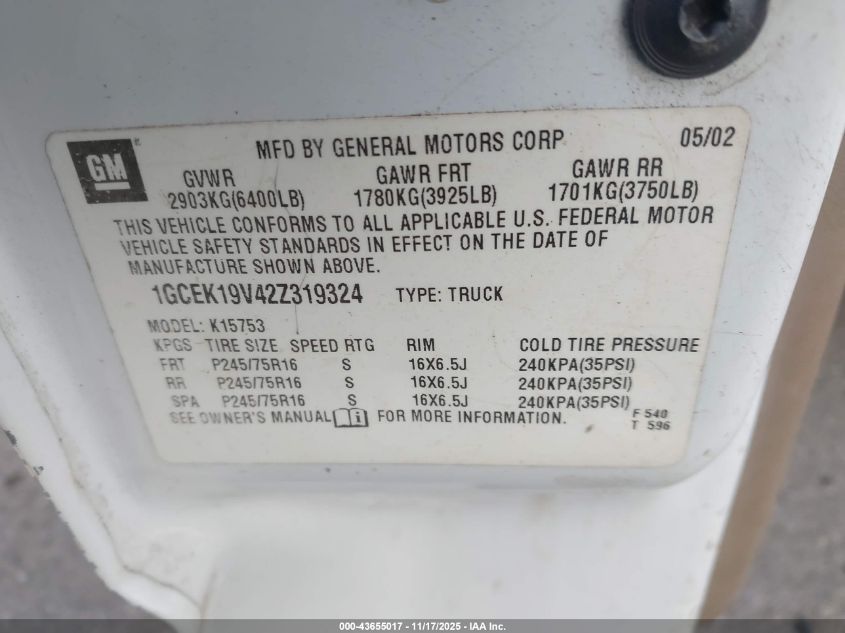 GM
MFD BY GENERAL MOTORS CORP 05/02
GVWR GAWR FRT GAWR RR
2903KG(6400LB) 1780KG(3925LB) 1701KG(3750LB)
THIS VEHICLE CONFORMS TO ALL APPLICABLE U.S. FEDERAL MOTOR
VEHICLE SAFETY STANDARDS IN EFFECT ON THE DATE OF
MANUFACTURE SHOWN ABOVE.
1GCEK19V42Z319324 TYPE: TRUCK
MODEL: K15753
KPGS TIRE SIZE SPEED RTG RIM COLD TIRE PRESSURE
FRT P245/75R16 S 16X6.5J 240KPA(35PSI)
RR P245/75R16 S 16X6.5J 240KPA(35PSI)
SPA P245/75R16 S 16X6.5J 240KPA(35PSI)
SEE OWNER'S MANUAL i FOR MORE INFORMATION. F 540
T 596
000-43655017 - 11/17/2025 - IAA Inc.